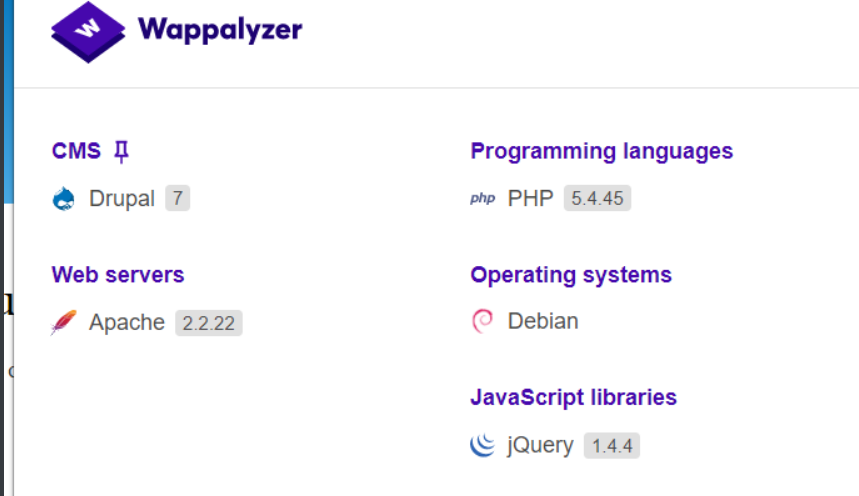 Wappalyzer
CMS
Drupal 7
Web servers
Apache 2.2.22
Programming languages
php PHP 5.4.45
Operating systems
Debian
JavaScript libraries
jQuery 1.4.4